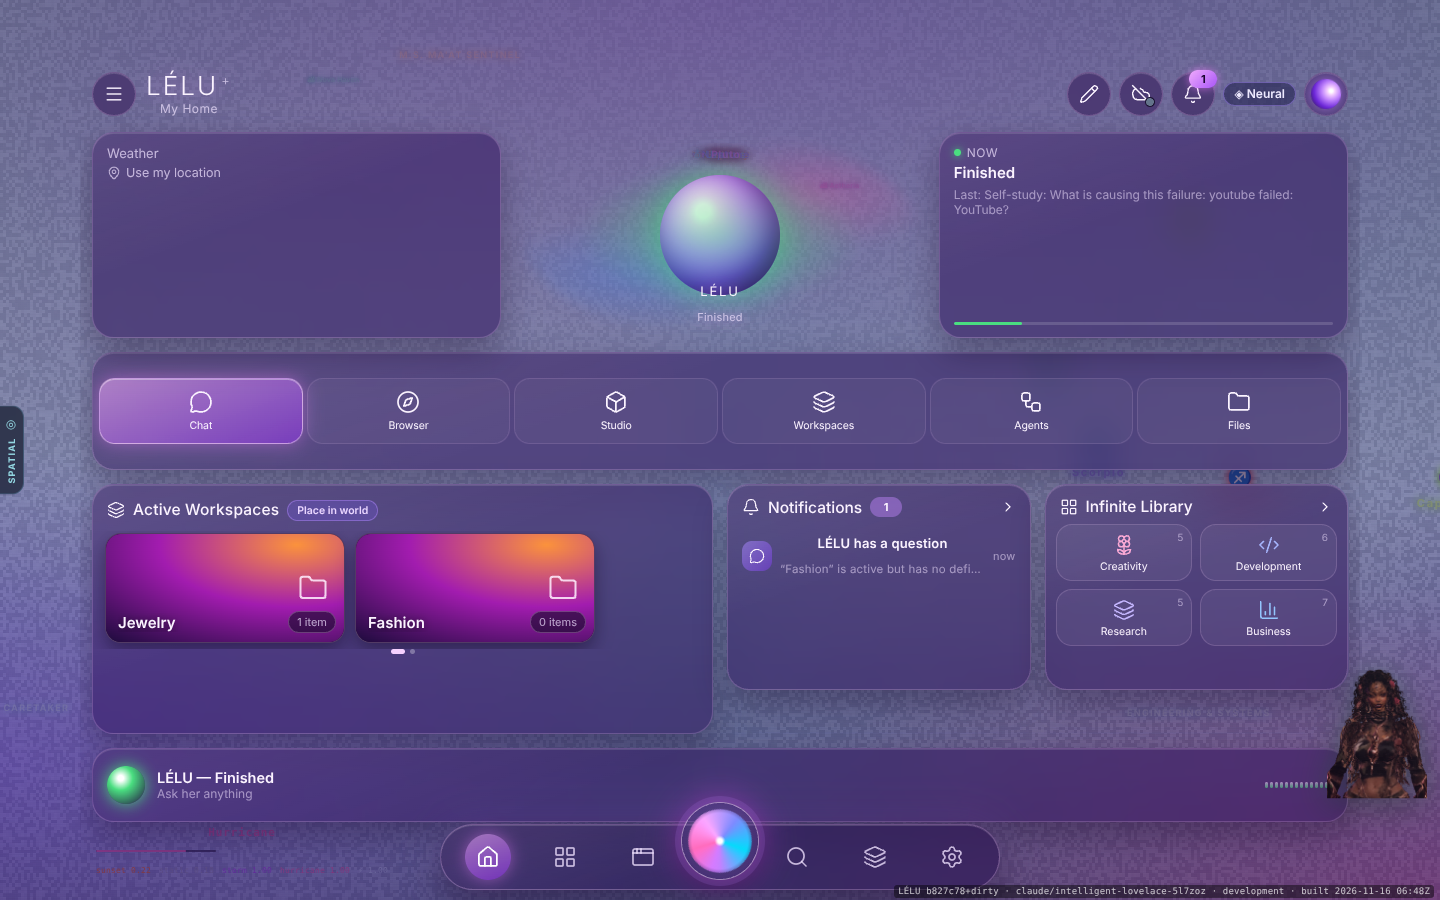 LÉLU +
My Home
1
◈ Neural
Weather
Use my location
LÉLU
Finished
NOW
Finished
Last: Self-study: What is causing this failure: youtube failed:
YouTube?
Chat
Browser
Studio
Workspaces
Agents
Files
SPATIAL ◎
Active Workspaces
Place in world
Jewelry
1 item
Fashion
0 items
Notifications
1
LÉLU has a question
“Fashion” is active but has no defi…
now
Infinite Library
5
Creativity
6
Development
5
Research
7
Business
LÉLU — Finished
Ask her anything
LÉLU b827c78+dirty · claude/intelligent-lovelace-5l7zoz · development · built 2026-11-16 06:48Z